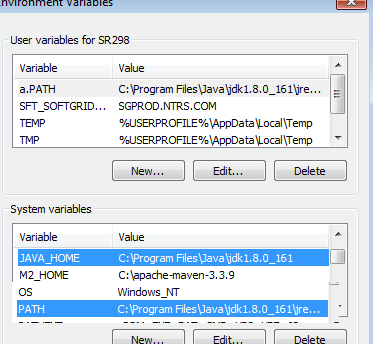 Environment Variables
User variables for SR298
Variable Value
a.PATH C:\Program Files\Java\jdk1.8.0_161\jre...
SFT_SOFTGRID... SGPROD.NTRS.COM
TEMP %USERPROFILE%\AppData\Local\Temp
TMP %USERPROFILE%\AppData\Local\Temp
New... Edit... Delete
System variables
Variable Value
JAVA_HOME C:\Program Files\Java\jdk1.8.0_161
M2_HOME C:\apache-maven-3.3.9
OS Windows_NT
PATH C:\Program Files\Java\jdk1.8.0_161\jre...
New... Edit... Delete